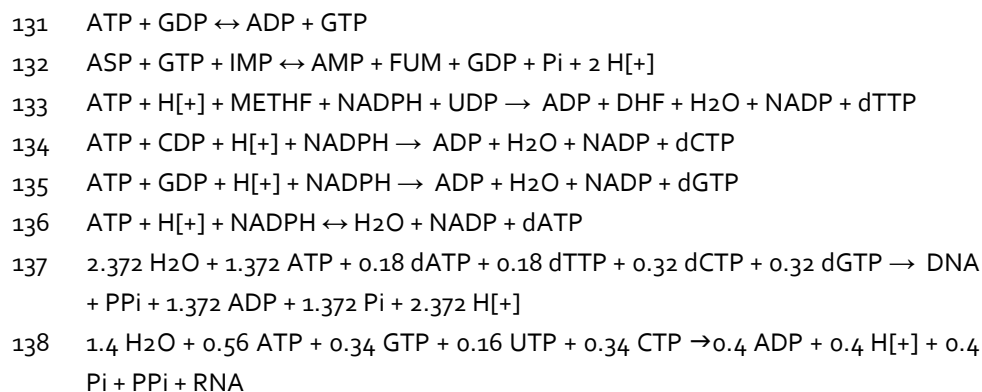 131 ATP + GDP ↔ ADP + GTP
132 ASP + GTP + IMP ↔ AMP + FUM + GDP + Pi + 2 H[+]
133 ATP + H[+] + METHF + NADPH + UDP → ADP + DHF + H2O + NADP + dTTP
134 ATP + CDP + H[+] + NADPH → ADP + H2O + NADP + dCTP
135 ATP + GDP + H[+] + NADPH → ADP + H2O + NADP + dGTP
136 ATP + H[+] + NADPH ↔ H2O + NADP + dATP
137 2.372 H2O + 1.372 ATP + 0.18 dATP + 0.18 dTTP + 0.32 dCTP + 0.32 dGTP → DNA
+ PPi + 1.372 ADP + 1.372 Pi + 2.372 H[+]
138 1.4 H2O + 0.56 ATP + 0.34 GTP + 0.16 UTP + 0.34 CTP →0.4 ADP + 0.4 H[+] + 0.4
Pi + PPi + RNA